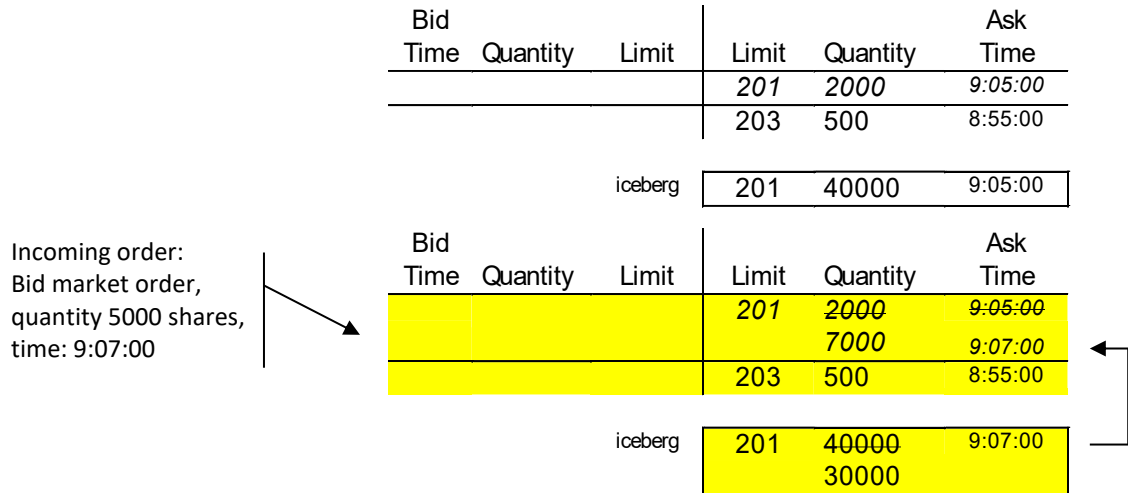 Bid Ask
Time Quantity Limit Limit Quantity Time
201 2000 9:05:00
203 500 8:55:00
iceberg 201 40000 9:05:00
Incoming order:
Bid market order,
quantity 5000 shares,
time: 9:07:00
Bid Ask
Time Quantity Limit Limit Quantity Time
201 2000 9:05:00
7000 9:07:00
203 500 8:55:00
iceberg 201 40000 9:07:00
30000